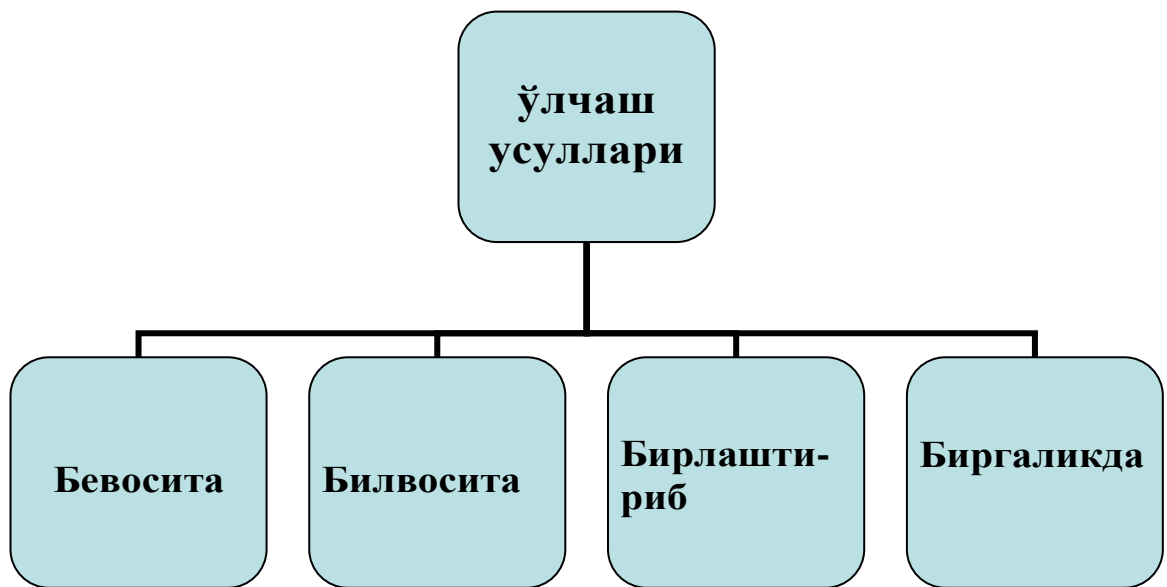 ўлчаш
усуллари
Бевосита
Билвосита
Бирлашти-
риб
Биргаликда